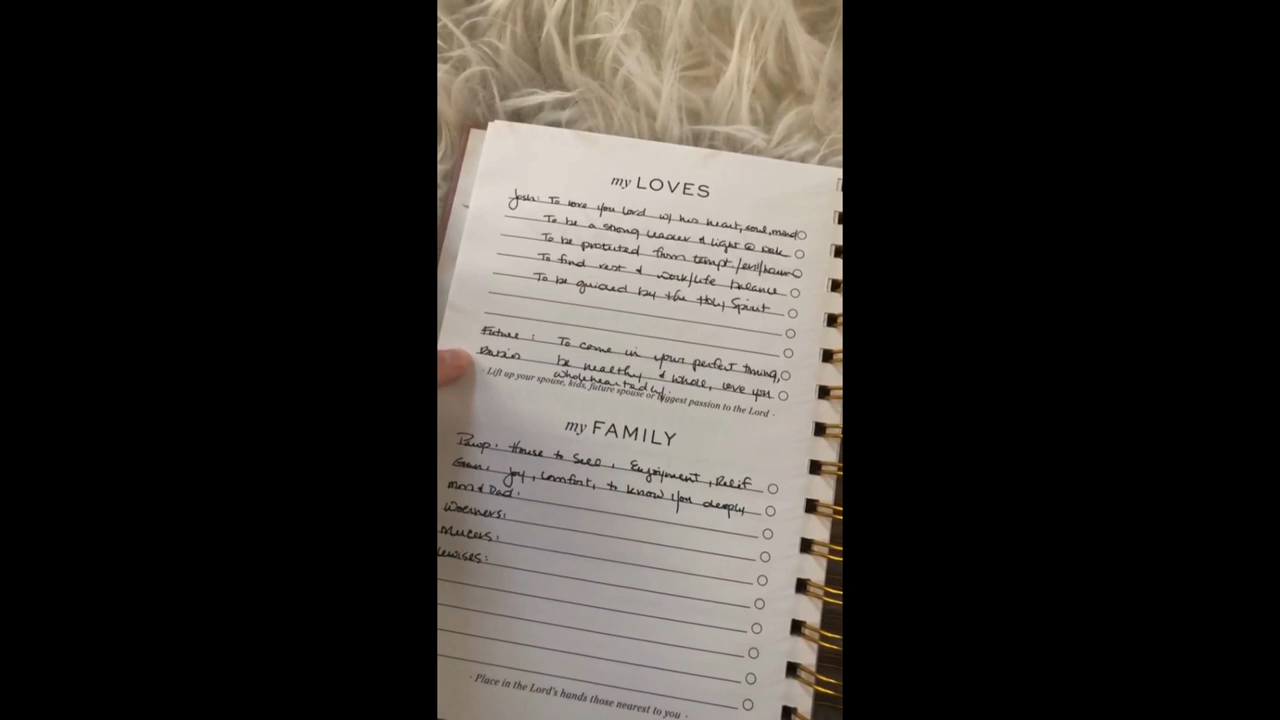 my LOVES
Josh: To love you Lord w/ his heart, soul, mind
To be a strong leader & light @ work
To be protected from tempt/evil/harm
To find rest & work/life balance
To be guided by the Holy Spirit
Future: To come in your perfect timing,
Babies be healthy & whole, love you
wholeheartedly.
· Lift up your spouse, kids, future spouse or biggest passion to the Lord ·
my FAMILY
House to Sell, Enjoyment, Relief
Gran: Joy, Comfort, to know you deeply
Mom & Dad:
· Place in the Lord's hands those nearest to you ·